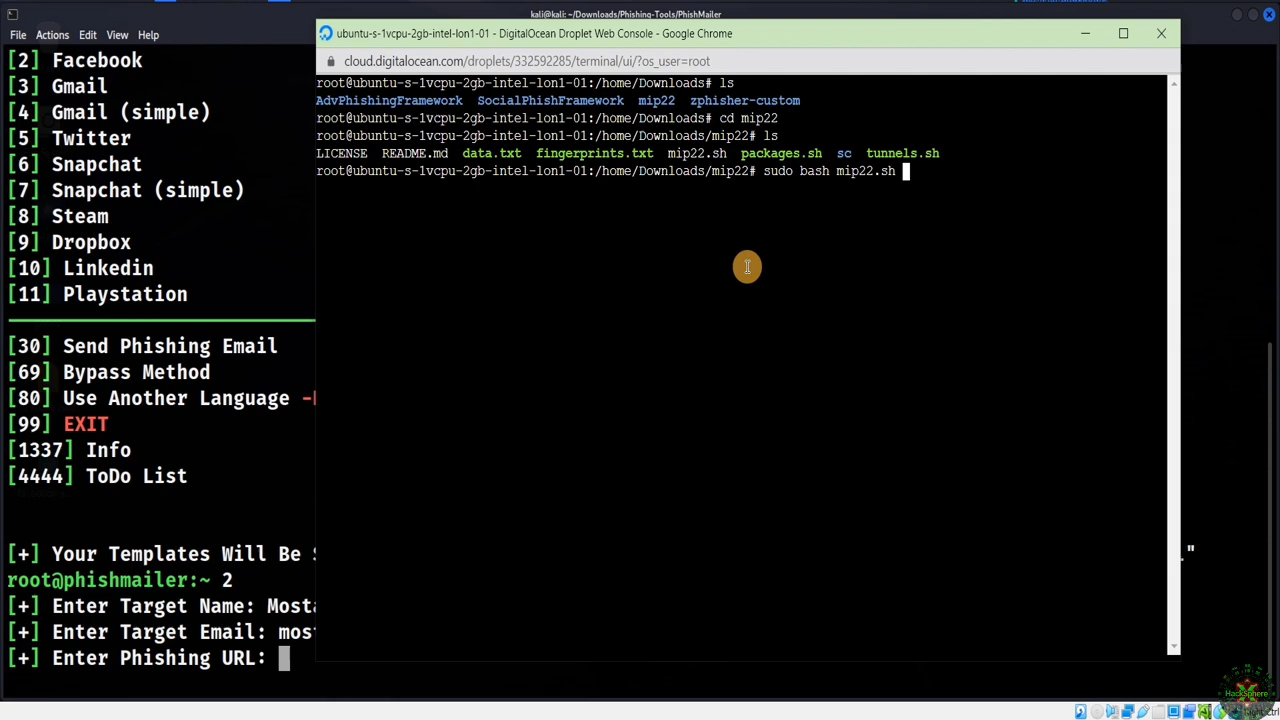 kali@kali: ~/Downloads/Phishing-Tools/PhishMailer
File Actions Edit View Help
[2] Facebook
[3] Gmail
[4] Gmail (simple)
[5] Twitter
[6] Snapchat
[7] Snapchat (simple)
[8] Steam
[9] Dropbox
[10] Linkedin
[11] Playstation
[30] Send Phishing Email
[69] Bypass Method
[80] Use Another Language -
[99] EXIT
[1337] Info
[4444] ToDo List
[+] Your Templates Will Be
."
root@phishmailer:~ 2
[+] Enter Target Name: Mosta
[+] Enter Target Email: most
[+] Enter Phishing URL:
ubuntu-s-1vcpu-2gb-intel-lon1-01 - DigitalOcean Droplet Web Console - Google Chrome
cloud.digitalocean.com/droplets/332592285/terminal/ui/?os_user=root
root@ubuntu-s-1vcpu-2gb-intel-lon1-01:/home/Downloads# ls
AdvPhishingFramework SocialPhishFramework mip22 zphisher-custom
root@ubuntu-s-1vcpu-2gb-intel-lon1-01:/home/Downloads# cd mip22
root@ubuntu-s-1vcpu-2gb-intel-lon1-01:/home/Downloads/mip22# ls
LICENSE README.md data.txt fingerprints.txt mip22.sh packages.sh sc tunnels.sh
root@ubuntu-s-1vcpu-2gb-intel-lon1-01:/home/Downloads/mip22# sudo bash mip22.sh
HackSphere
Right Ctrl